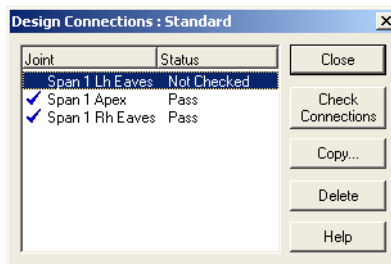 Design Connections : Standard
Joint Status
Span 1 Lh Eaves Not Checked
Span 1 Apex Pass
Span 1 Rh Eaves Pass
Close
Check
Connections
Copy...
Delete
Help